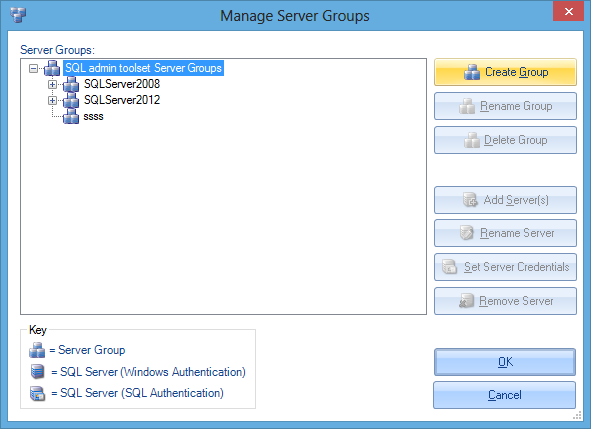 Manage Server Groups
Server Groups:
SQL admin toolset Server Groups
SQLServer2008
SQLServer2012
ssss
Create Group
Rename Group
Delete Group
Add Server(s)
Rename Server
Set Server Credentials
Remove Server
Key
= Server Group
= SQL Server (Windows Authentication)
= SQL Server (SQL Authentication)
OK
Cancel